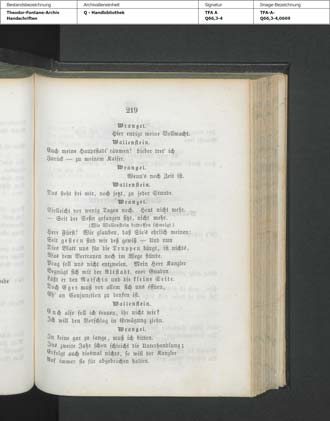 Bestandsbezeichnung
Archivalieneinheit
Signatur
Image-Bezeichnung
Theodor-Fontane-Archiv
Handschriften
Q - Handbibliothek
TFA A
Q66,3-4
TFA-A-
Q66,3-4,0669
219
Wrangel.
Hier enrigt meine Vollmacht.
Wallenstein.
Euch meine Hauptstadt räumen! Lieber tret' ich
Zurück — zu meinem Kaiser.
Wrangel.
Wenn's noch Zeit ist.
Wallenstein.
Das steht bei mir, noch jetzt, zu jeder Stunde.
Wrangel.
Vielleicht vor wenig Tagen noch. Heut nicht mehr.
— Seit der Sesin gefangen sitzt, nicht mehr.
(Wie Wallenstein betroffen schweigt.)
Herr Fürst! Wir glauben, daß Sie's ehrlich meinen;
Seit gestern sind wir deß gewiß — Und nun
Dies Blatt uns für die Truppen bürgt, ist nichts,
Was dem Vertrauen noch im Wege stünde.
Prag soll uns nicht entzweien. Mein Herr Kanzler
Begnügt sich mit der Altstadt, euer Gnaden
Läßt er den Ratschin und die kleine Seite.
Doch Eger muß vor allem sich uns öffnen,
Eh' an Conjunction zu denken ist.
Wallenstein.
Euch also soll ich trauen, ihr nicht mir?
Ich will den Vorschlag in Erwägung ziehn.
Wrangel.
In keine gar zu lange, muß ich bitten.
Ins zweite Jahr schon schleicht die Unterhandlung;
Erfolgt auch diesmal nichts, so will der Kanzler
Auf immer sie für abgebrochen halten.